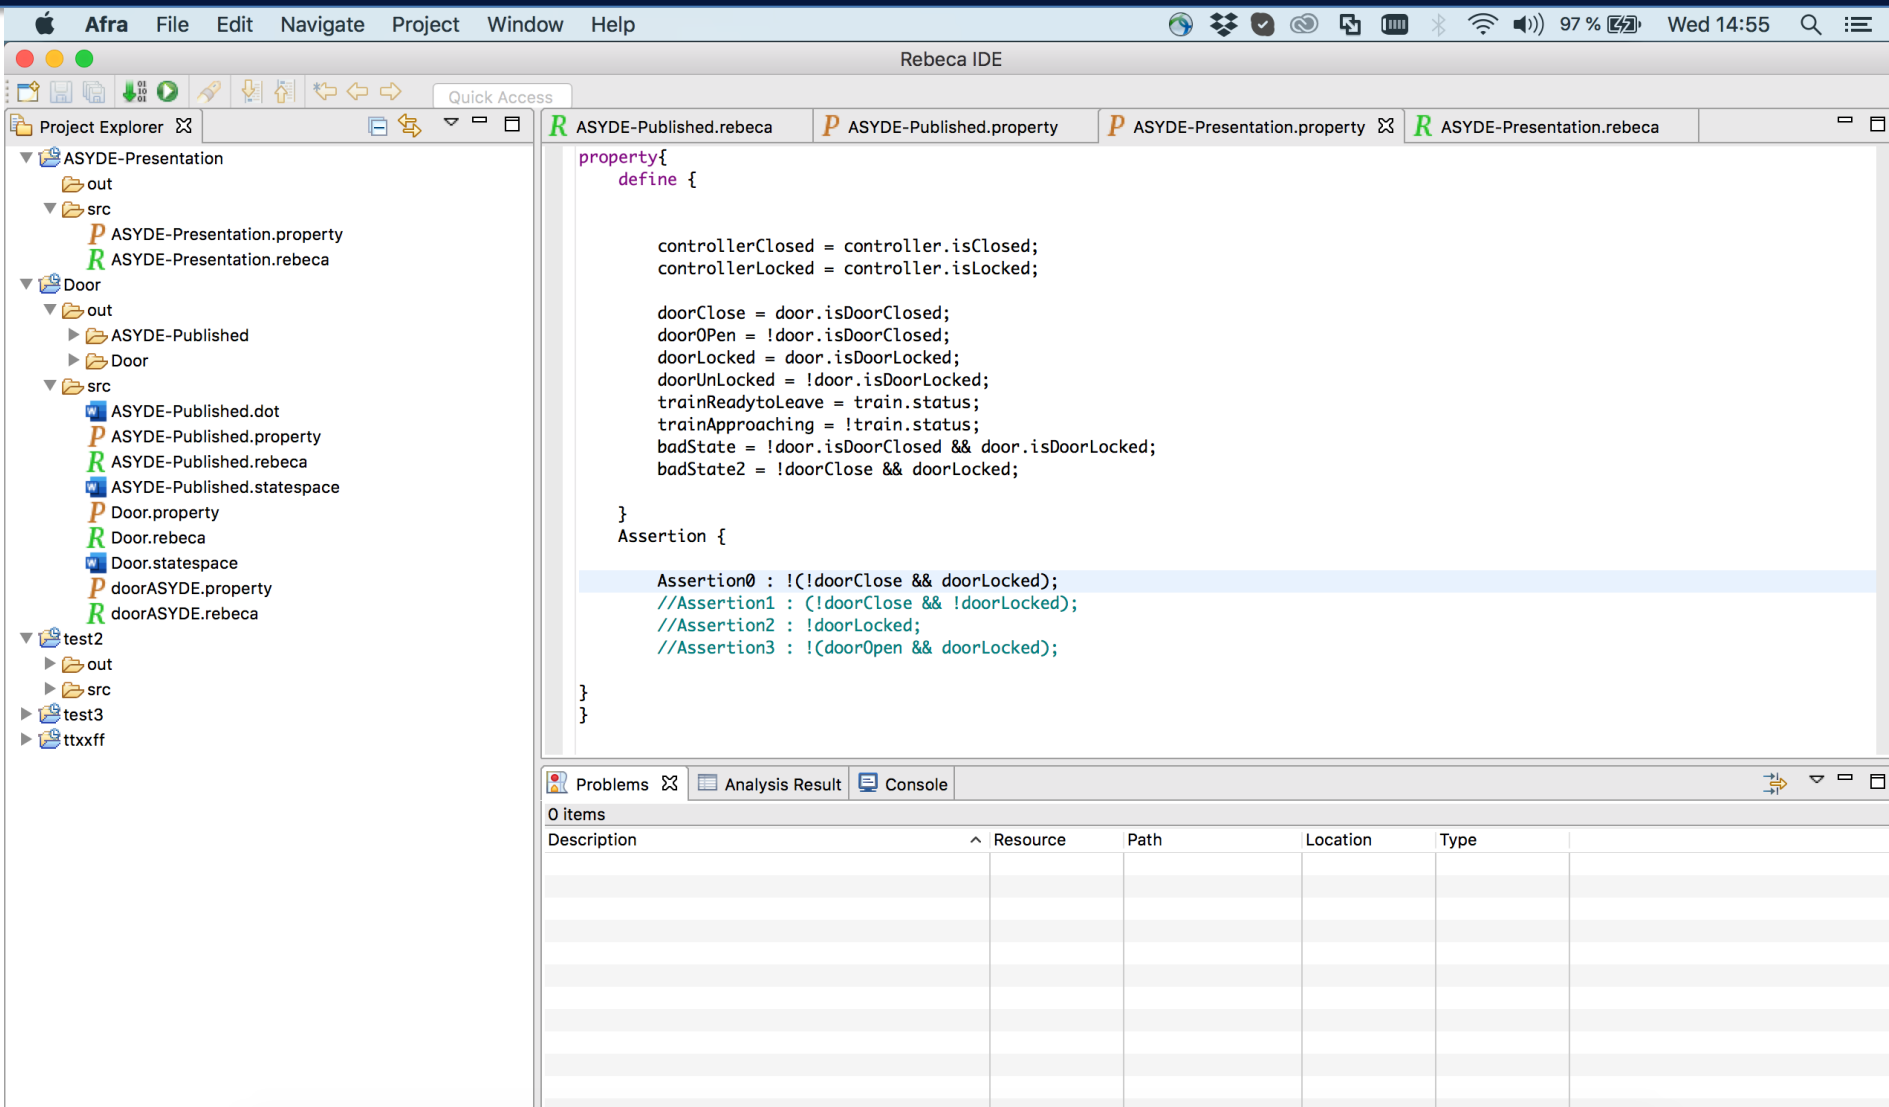 Afra File Edit Navigate Project Window Help 97 % Wed 14:55
Rebeca IDE
Quick Access
Project Explorer
ASYDE-Presentation
out
src
ASYDE-Presentation.property
ASYDE-Presentation.rebeca
Door
out
ASYDE-Published
Door
src
ASYDE-Published.dot
ASYDE-Published.property
ASYDE-Published.rebeca
ASYDE-Published.statespace
Door.property
Door.rebeca
Door.statespace
doorASYDE.property
doorASYDE.rebeca
test2
out
src
test3
ttxxff
ASYDE-Published.rebeca ASYDE-Published.property ASYDE-Presentation.property ASYDE-Presentation.rebeca
property{
define {
controllerClosed = controller.isClosed;
controllerLocked = controller.isLocked;
doorClose = door.isDoorClosed;
doorOPen = !door.isDoorClosed;
doorLocked = door.isDoorLocked;
doorUnLocked = !door.isDoorLocked;
trainReadytoLeave = train.status;
trainApproaching = !train.status;
badState = !door.isDoorClosed && door.isDoorLocked;
badState2 = !doorClose && doorLocked;
}
Assertion {
Assertion0 : !(!doorClose && doorLocked);
//Assertion1 : (!doorClose && !doorLocked);
//Assertion2 : !doorLocked;
//Assertion3 : !(doorOpen && doorLocked);
}
}
Problems Analysis Result Console
0 items
Description Resource Path Location Type